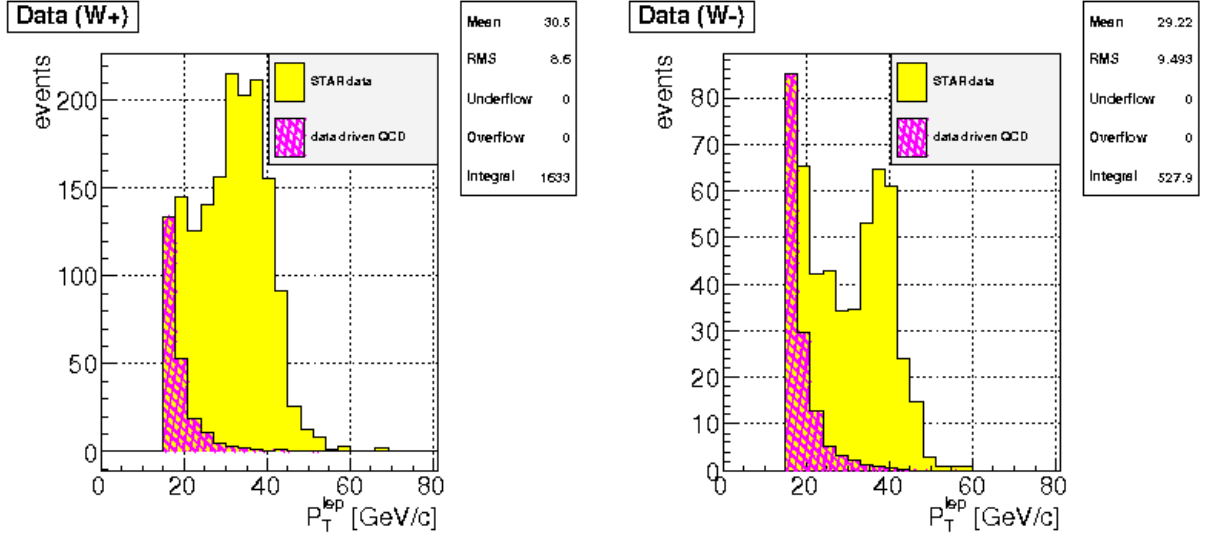 Data (W+)
Mean 30.5
RMS 8.6
Underflow 0
Overflow 0
Integral 1633
events
STAR data
data driven QCD
200
150
100
50
0
0 20 40 60 80
P_T^lep [GeV/c]
Data (W-)
Mean 29.22
RMS 9.493
Underflow 0
Overflow 0
Integral 527.9
events
STAR data
data driven QCD
80
70
60
50
40
30
20
10
0
0 20 40 60 80
P_T^lep [GeV/c]